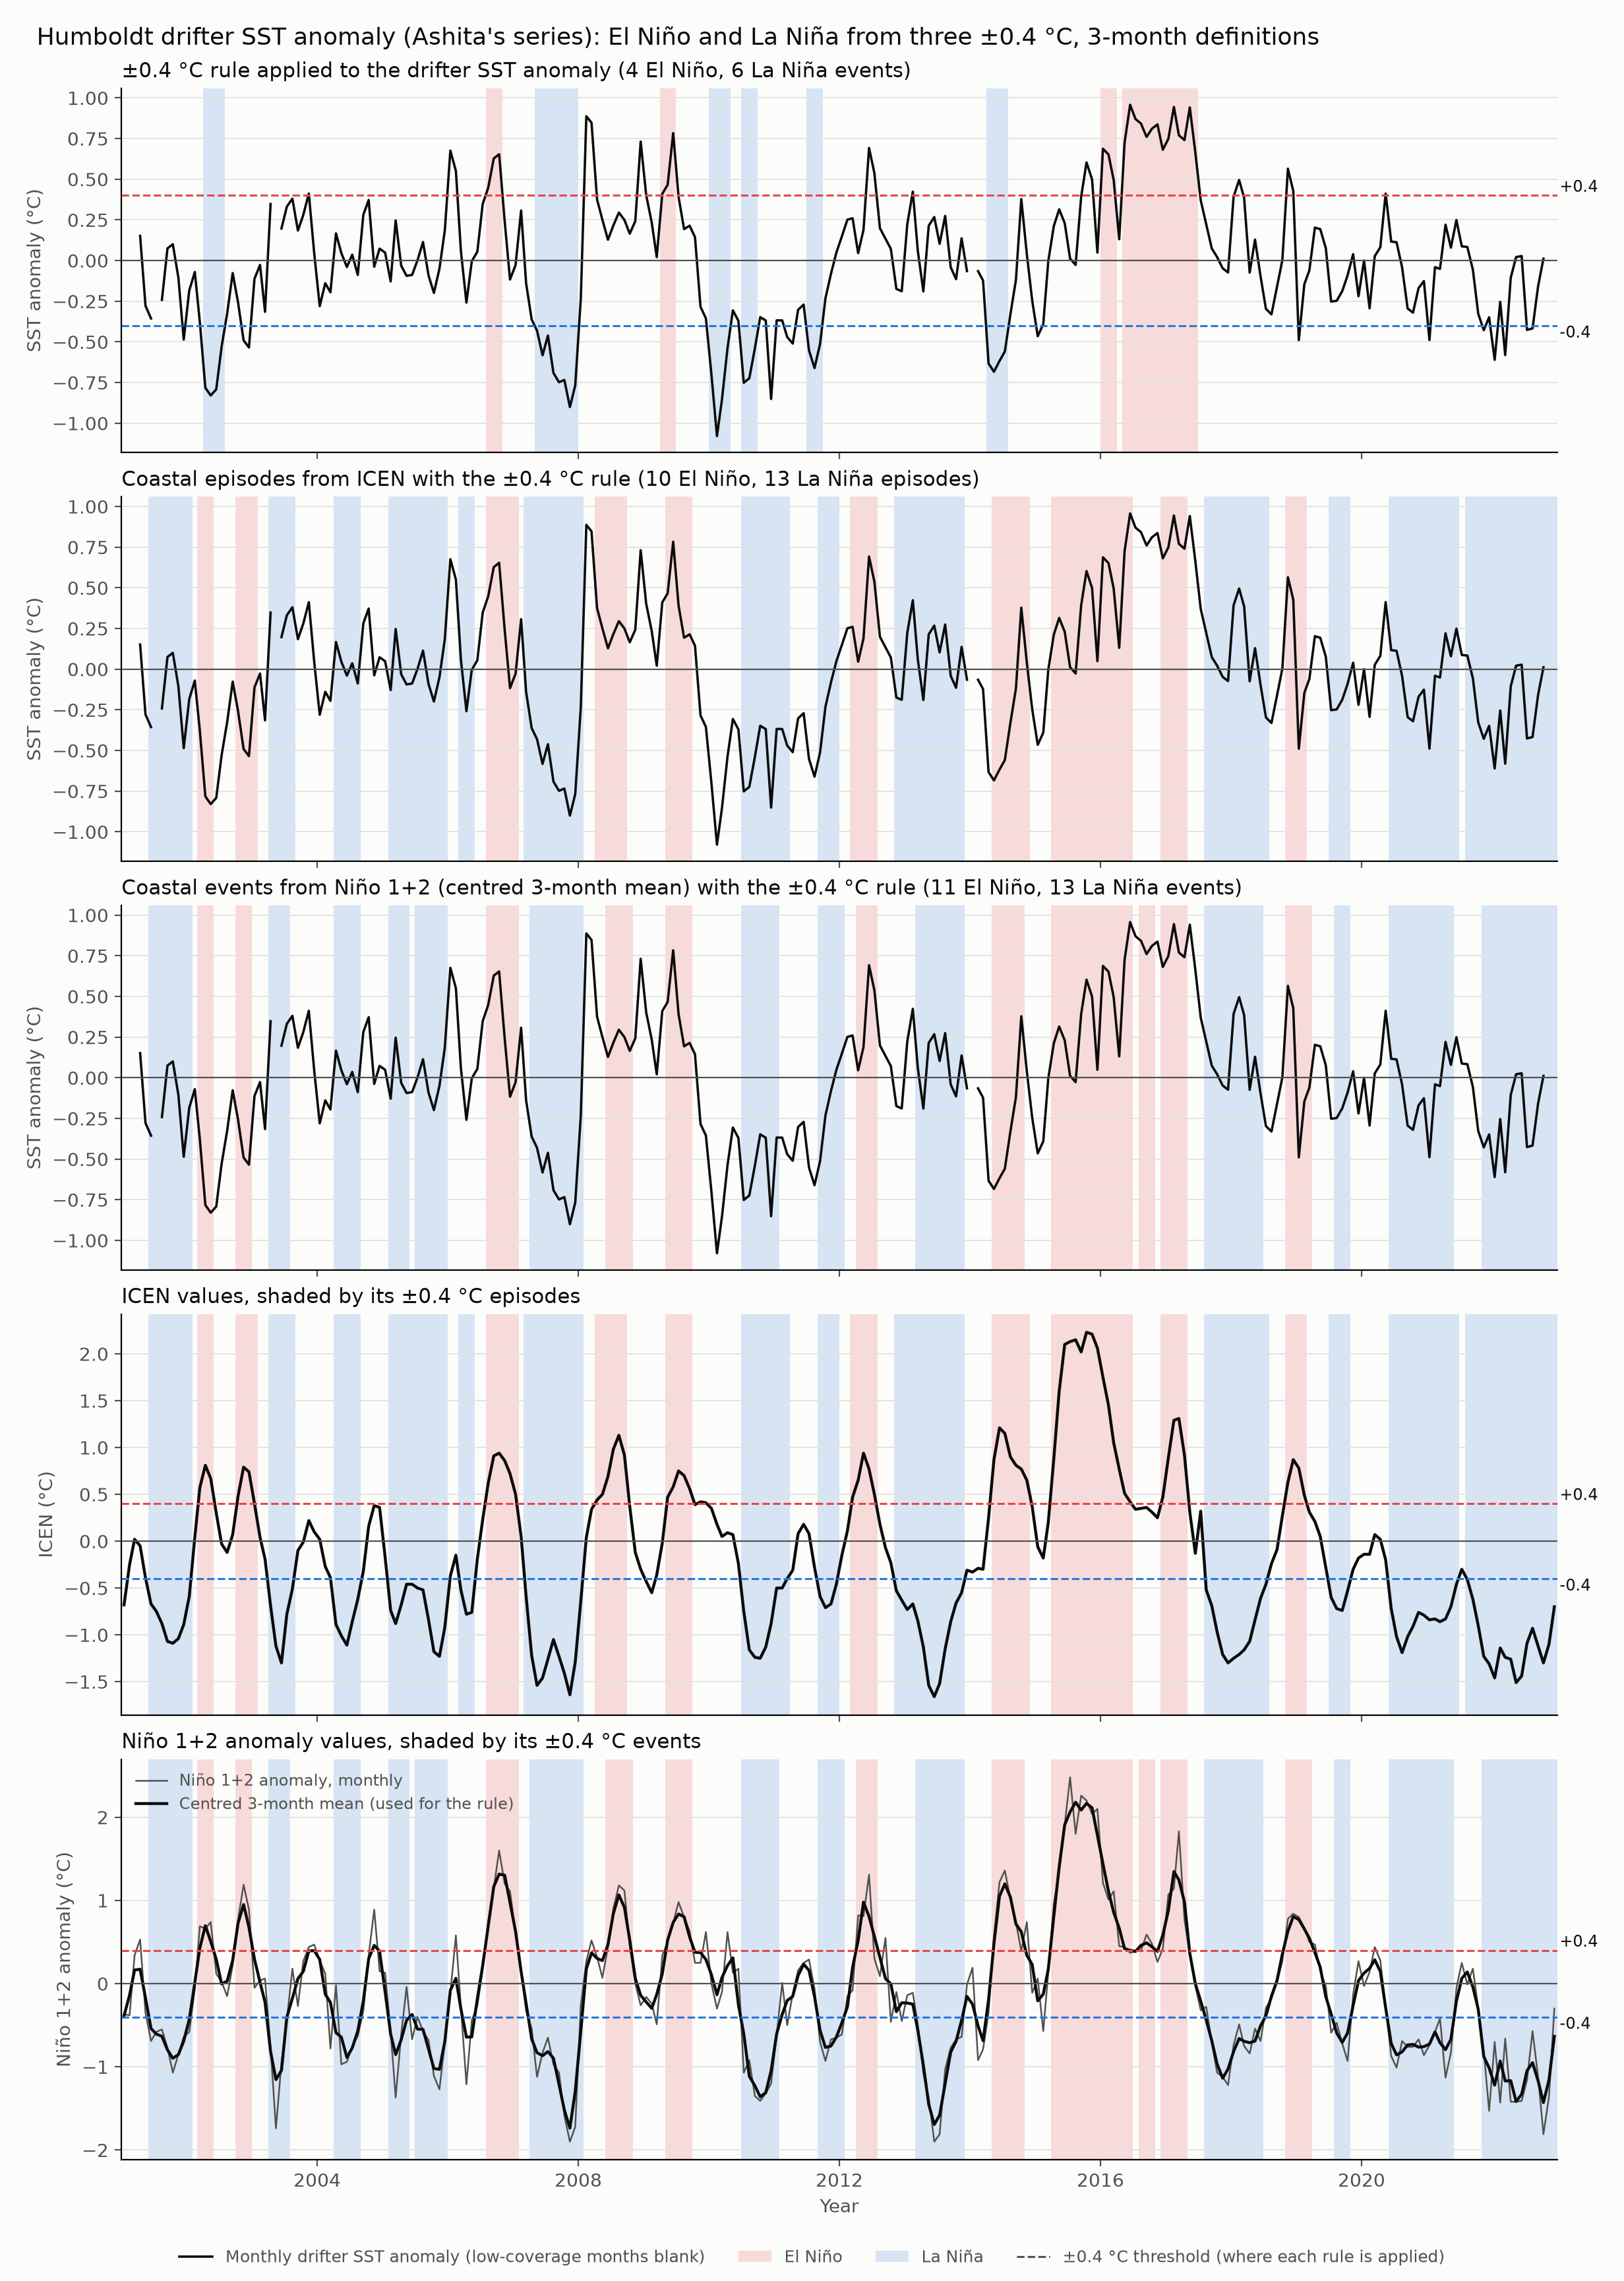 Humboldt drifter SST anomaly (Ashita's series): El Niño and La Niña from three ±0.4 °C, 3-month definitions
±0.4 °C rule applied to the drifter SST anomaly (4 El Niño, 6 La Niña events)
SST anomaly (°C)
1.00
0.75
0.50
0.25
0.00
−0.25
−0.50
−0.75
−1.00
+0.4
-0.4
Coastal episodes from ICEN with the ±0.4 °C rule (10 El Niño, 13 La Niña episodes)
SST anomaly (°C)
1.00
0.75
0.50
0.25
0.00
−0.25
−0.50
−0.75
−1.00
Coastal events from Niño 1+2 (centred 3-month mean) with the ±0.4 °C rule (11 El Niño, 13 La Niña events)
SST anomaly (°C)
1.00
0.75
0.50
0.25
0.00
−0.25
−0.50
−0.75
−1.00
ICEN values, shaded by its ±0.4 °C episodes
ICEN (°C)
2.0
1.5
1.0
0.5
0.0
−0.5
−1.0
−1.5
+0.4
-0.4
Niño 1+2 anomaly values, shaded by its ±0.4 °C events
Niño 1+2 anomaly (°C)
Niño 1+2 anomaly, monthly
Centred 3-month mean (used for the rule)
2
1
0
−1
−2
+0.4
-0.4
2004 2008 2012 2016 2020
Year
Monthly drifter SST anomaly (low-coverage months blank) El Niño La Niña ±0.4 °C threshold (where each rule is applied)